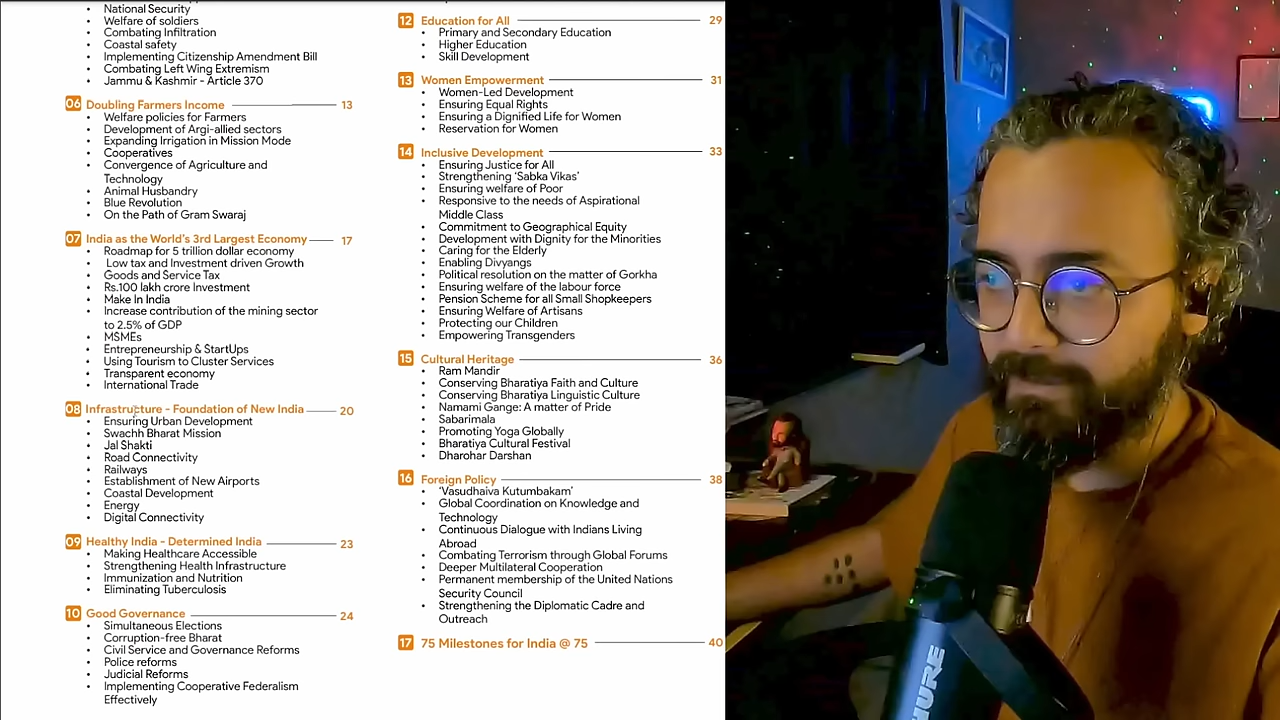 National Security
Welfare of soldiers
Combating Infiltration
Coastal safety
Implementing Citizenship Amendment Bill
Combating Left Wing Extremism
Jammu & Kashmir - Article 370
06 Doubling Farmers Income 13
Welfare policies for Farmers
Development of Argi-allied sectors
Expanding Irrigation in Mission Mode
Cooperatives
Convergence of Agriculture and
Technology
Animal Husbandry
Blue Revolution
On the Path of Gram Swaraj
07 India as the World's 3rd Largest Economy 17
Roadmap for 5 trillion dollar economy
Low tax and Investment driven Growth
Goods and Service Tax
Rs.100 lakh crore Investment
Make In India
Increase contribution of the mining sector
to 2.5% of GDP
MSMEs
Entrepreneurship & StartUps
Using Tourism to Cluster Services
Transparent economy
International Trade
08 Infrastructure - Foundation of New India 20
Ensuring Urban Development
Swachh Bharat Mission
Jal Shakti
Road Connectivity
Railways
Establishment of New Airports
Coastal Development
Energy
Digital Connectivity
09 Healthy India - Determined India 23
Making Healthcare Accessible
Strengthening Health Infrastructure
Immunization and Nutrition
Eliminating Tuberculosis
10 Good Governance 24
Simultaneous Elections
Corruption-free Bharat
Civil Service and Governance Reforms
Police reforms
Judicial Reforms
Implementing Cooperative Federalism
Effectively
12 Education for All 29
Primary and Secondary Education
Higher Education
Skill Development
13 Women Empowerment 31
Women-Led Development
Ensuring Equal Rights
Ensuring a Dignified Life for Women
Reservation for Women
14 Inclusive Development 33
Ensuring Justice for All
Strengthening 'Sabka Vikas'
Ensuring welfare of Poor
Responsive to the needs of Aspirational
Middle Class
Commitment to Geographical Equity
Development with Dignity for the Minorities
Caring for the Elderly
Enabling Divyangs
Political resolution on the matter of Gorkha
Ensuring welfare of the labour force
Pension Scheme for all Small Shopkeepers
Ensuring Welfare of Artisans
Protecting our Children
Empowering Transgenders
15 Cultural Heritage 36
Ram Mandir
Conserving Bharatiya Faith and Culture
Conserving Bharatiya Linguistic Culture
Namami Gange: A matter of Pride
Sabarimala
Promoting Yoga Globally
Bharatiya Cultural Festival
Dharohar Darshan
16 Foreign Policy 38
'Vasudhaiva Kutumbakam'
Global Coordination on Knowledge and
Technology
Continuous Dialogue with Indians Living
Abroad
Combating Terrorism through Global Forums
Deeper Multilateral Cooperation
Permanent membership of the United Nations
Security Council
Strengthening the Diplomatic Cadre and
Outreach
17 75 Milestones for India @ 75 40
SHURE